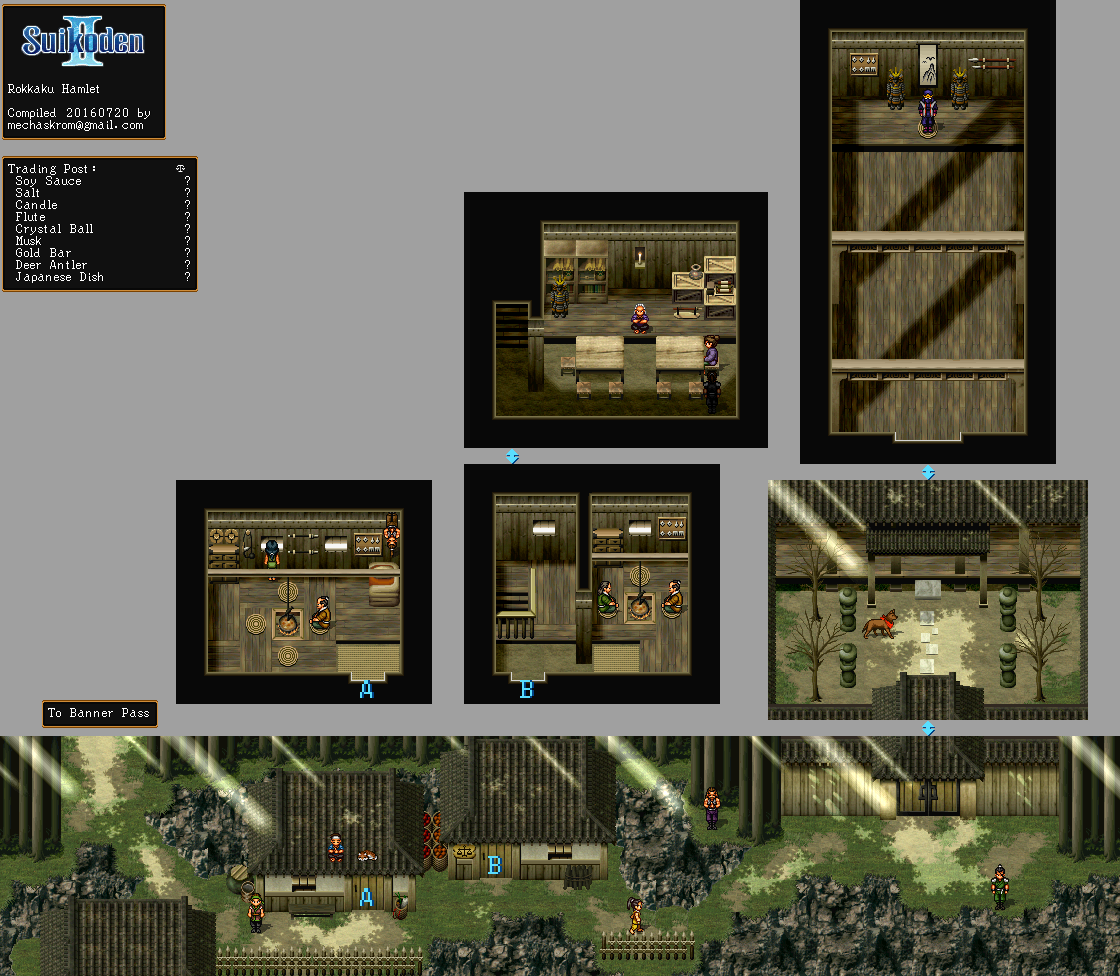 Suikoden II
Rokkaku Hamlet
Compiled 20160720 by
mechaskrom@gmail.com
Trading Post:
Soy Sauce ?
Salt ?
Candle ?
Flute ?
Crystal Ball ?
Musk ?
Gold Bar ?
Deer Antler ?
Japanese Dish ?
A
B
To Banner Pass
B
A